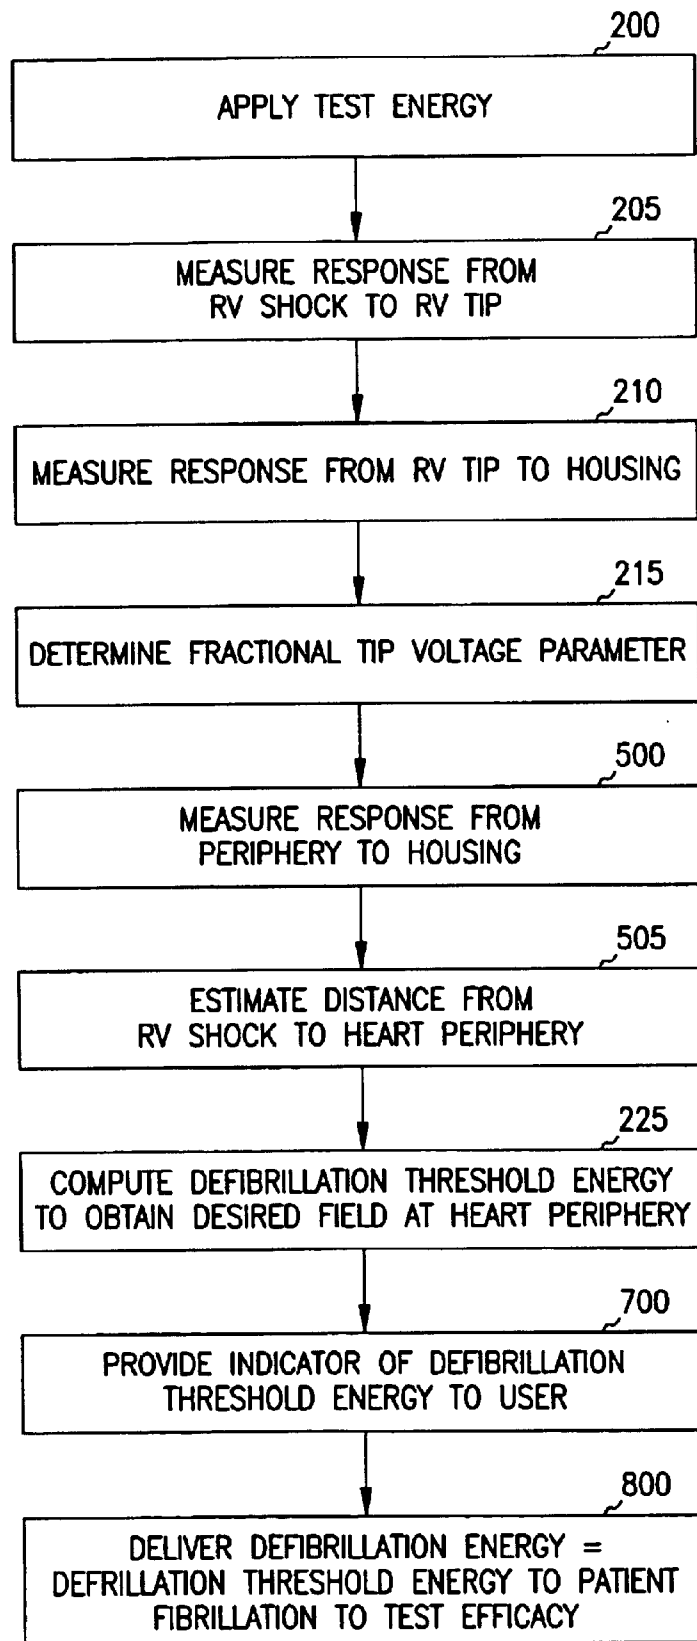 200
APPLY TEST ENERGY
205
MEASURE RESPONSE FROM
RV SHOCK TO RV TIP
210
MEASURE RESPONSE FROM RV TIP TO HOUSING
215
DETERMINE FRACTIONAL TIP VOLTAGE PARAMETER
500
MEASURE RESPONSE FROM
PERIPHERY TO HOUSING
505
ESTIMATE DISTANCE FROM
RV SHOCK TO HEART PERIPHERY
225
COMPUTE DEFIBRILLATION THRESHOLD ENERGY
TO OBTAIN DESIRED FIELD AT HEART PERIPHERY
700
PROVIDE INDICATOR OF DEFIBRILLATION
THRESHOLD ENERGY TO USER
800
DELIVER DEFIBRILLATION ENERGY =
DEFRILLATION THRESHOLD ENERGY TO PATIENT
FIBRILLATION TO TEST EFFICACY